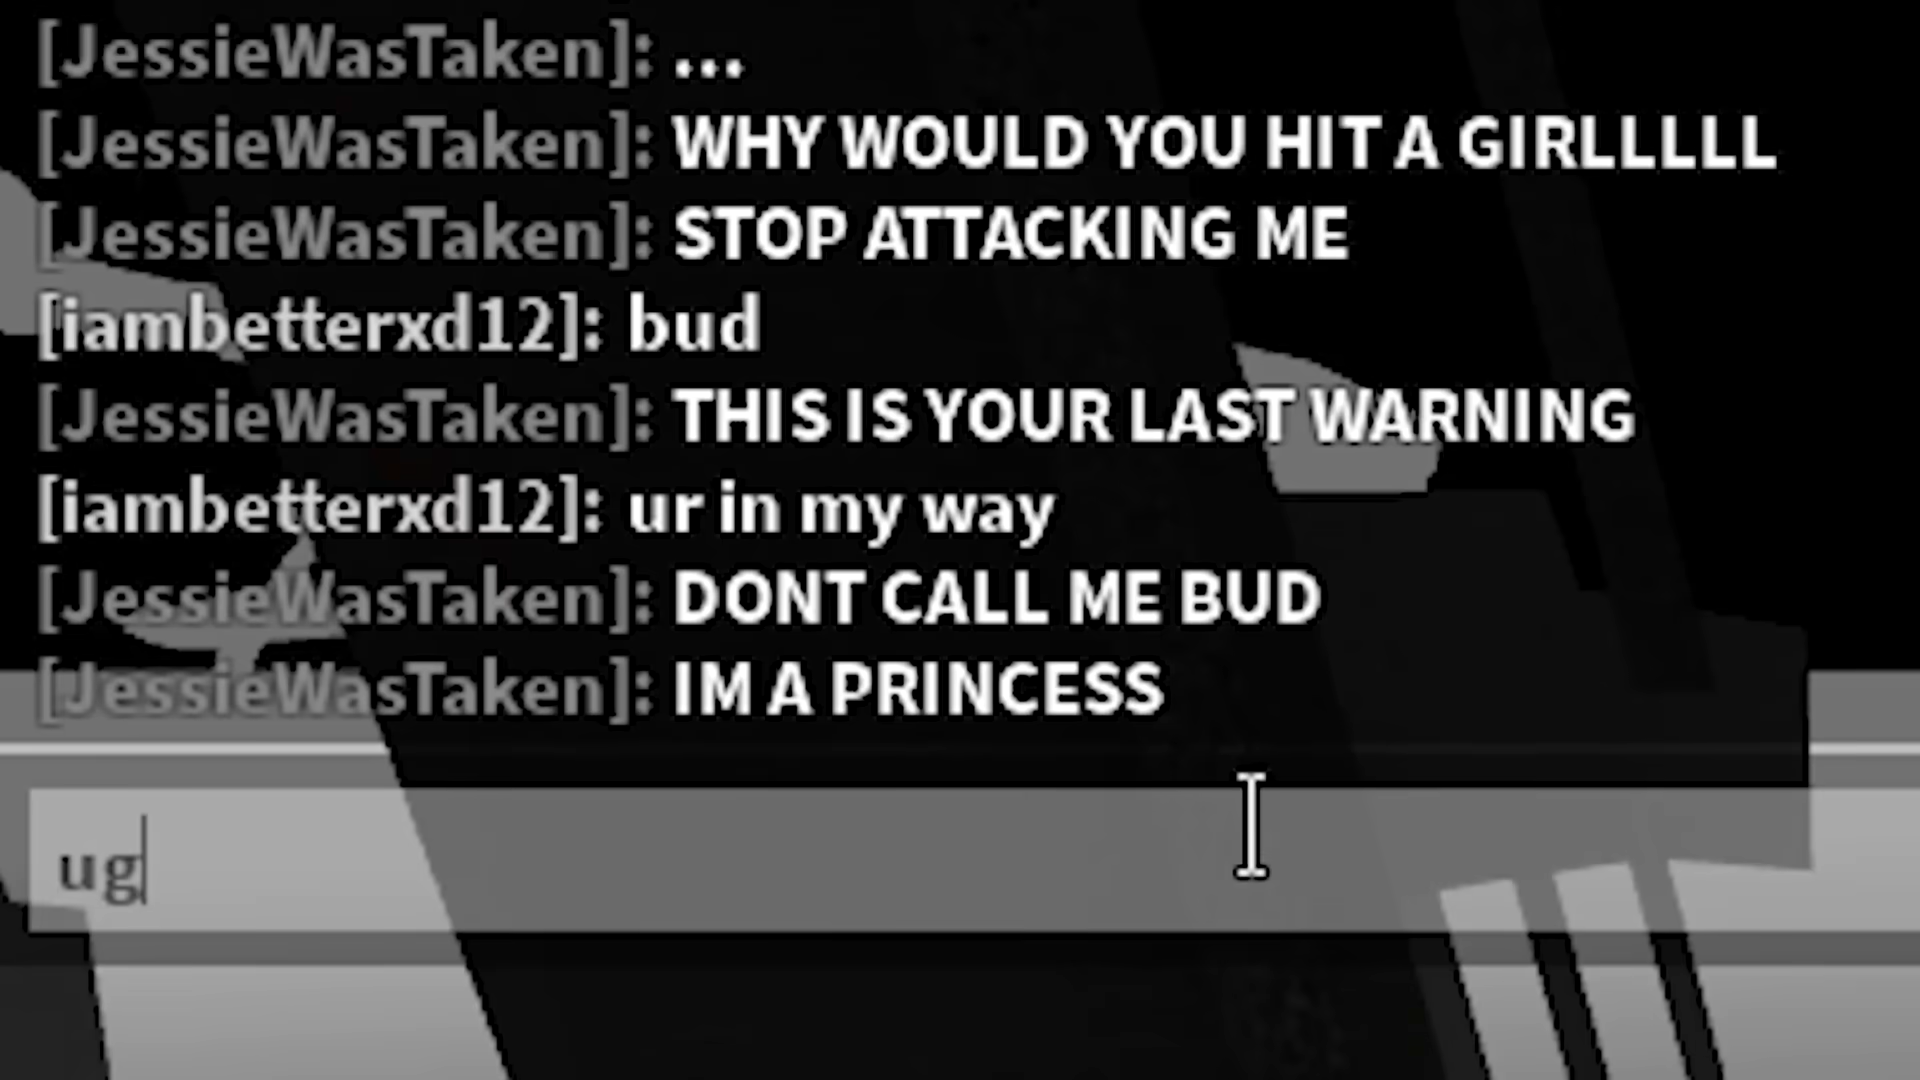 [JessieWasTaken]: ...
[JessieWasTaken]: WHY WOULD YOU HIT A GIRLLLLL
[JessieWasTaken]: STOP ATTACKING ME
[iambetterxd12]: bud
[JessieWasTaken]: THIS IS YOUR LAST WARNING
[iambetterxd12]: ur in my way
[JessieWasTaken]: DONT CALL ME BUD
[JessieWasTaken]: IM A PRINCESS
ug